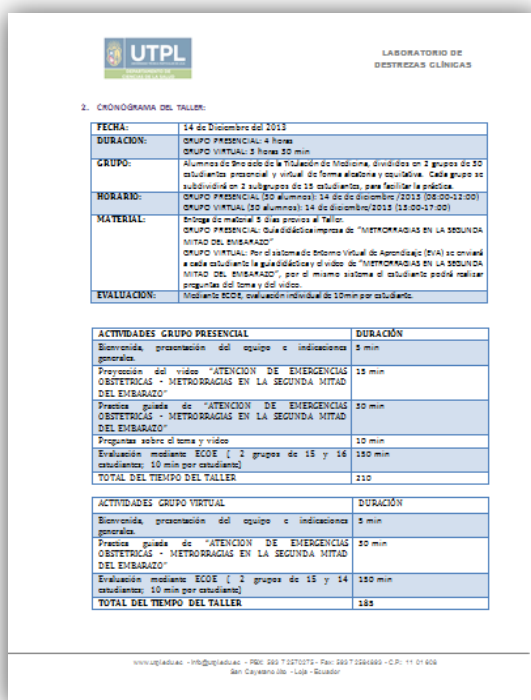 UTPL
LABORATORIO DE
DESTREZAS CLÍNICAS
2. CRONOGRAMA DEL TALLER:
FECHA: 14 de Diciembre del 2013
DURACION: GRUPO PRESENCIAL: 4 horas
GRUPO VIRTUAL: 3 horas 30 min
GRUPO: Alumnos de 9no ciclo de la Titulación de Medicina, divididos en 2 grupos de 30
estudiantes presencial y virtual de forma aleatoria y equitativa. Cada grupo se
subdividirá en 2 subgrupos de 15 estudiantes, para facilitar la práctica.
HORARIO: GRUPO PRESENCIAL (30 alumnos): 14 de de diciembre /2013 (08:00-12:00)
GRUPO VIRTUAL (30 alumnos): 14 de diciembre/2013 (13:00-17:00)
MATERIAL: Entrega de material 5 días previos al Taller.
GRUPO PRESENCIAL: Guía didáctica impresa de "METRORRAGIAS EN LA SEGUNDA
MITAD DEL EMBARAZO"
GRUPO VIRTUAL: Por el sistema de Entorno Virtual de Aprendizaje (EVA) se enviará
a cada estudiante la guía didáctica y el video de "METRORRAGIAS EN LA SEGUNDA
MITAD DEL EMBARAZO", por el mismo sistema el estudiante podrá realizar
preguntas del tema y del video.
EVALUACION: Mediante ECOE, evaluación individual de 10min por estudiante.
ACTIVIDADES GRUPO PRESENCIAL DURACIÓN
Bienvenida, presentación del equipo e indicaciones 5 min
generales.
Proyección del video "ATENCION DE EMERGENCIAS 15 min
OBSTETRICAS - METRORRAGIAS EN LA SEGUNDA MITAD
DEL EMBARAZO"
Practica guiada de "ATENCION DE EMERGENCIAS 30 min
OBSTETRICAS - METRORRAGIAS EN LA SEGUNDA MITAD
DEL EMBARAZO"
Preguntas sobre el tema y video 10 min
Evaluación mediante ECOE ( 2 grupos de 15 y 16 150 min
estudiantes; 10 min por estudiante)
TOTAL DEL TIEMPO DEL TALLER 210
ACTIVIDADES GRUPO VIRTUAL DURACIÓN
Bienvenida, presentación del equipo e indicaciones 5 min
generales.
Practica guiada de "ATENCION DE EMERGENCIAS 30 min
OBSTETRICAS - METRORRAGIAS EN LA SEGUNDA MITAD
DEL EMBARAZO"
Evaluación mediante ECOE ( 2 grupos de 15 y 14 150 min
estudiantes; 10 min por estudiante)
TOTAL DEL TIEMPO DEL TALLER 185
San Cayetano Alto - Loja - Ecuador